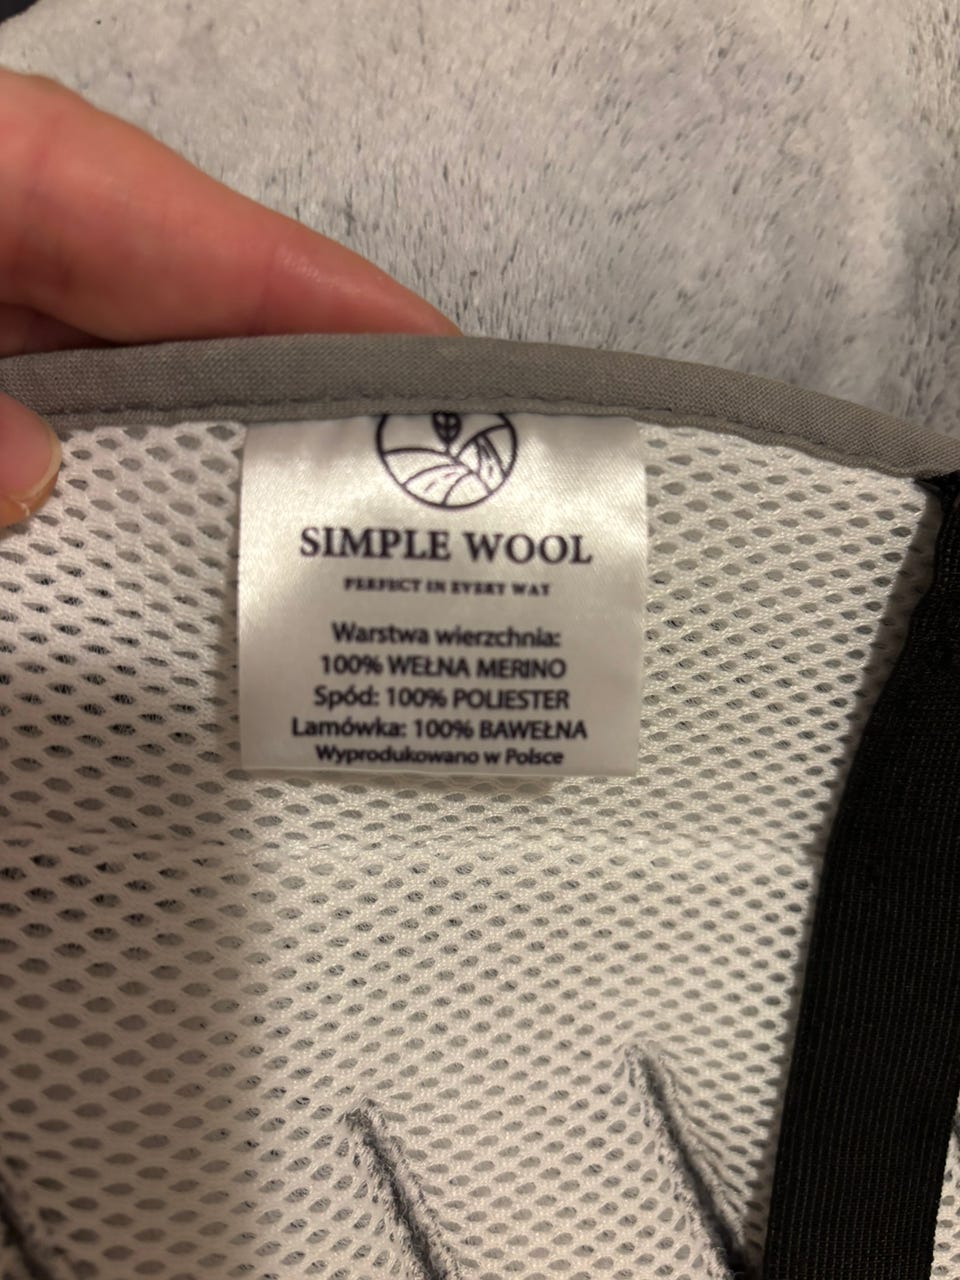 SIMPLE WOOL
PERFECT IN EVERY WAY
Warstwa wierzchnia:
100% WEŁNA MERINO
Spód: 100% POLIESTER
Lamówka: 100% BAWEŁNA
Wyprodukowano w Polsce